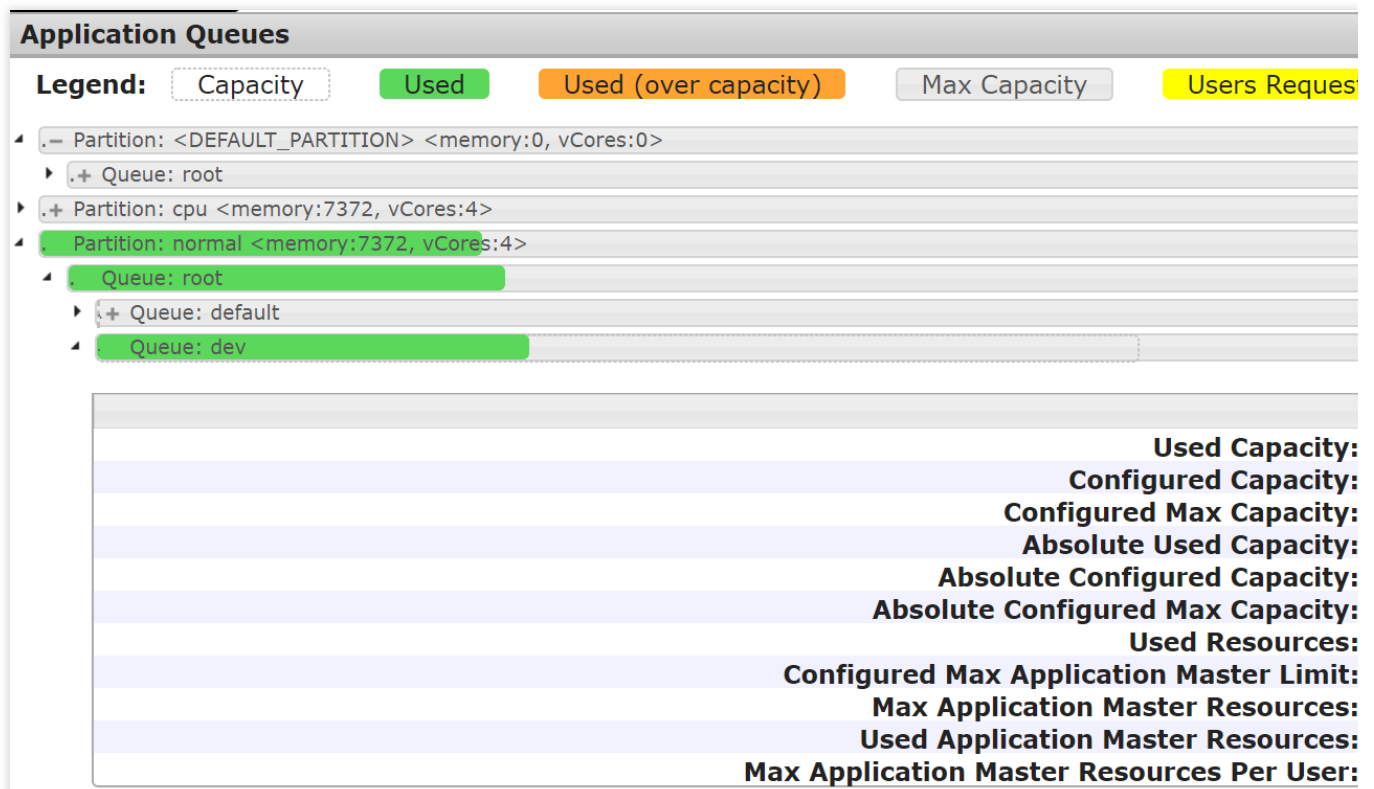 Application Queues
Legend: Capacity Used Used (over capacity) Max Capacity Users Reques
.– Partition: <DEFAULT_PARTITION> <memory:0, vCores:0>
.+ Queue: root
.+ Partition: cpu <memory:7372, vCores:4>
. Partition: normal <memory:7372, vCores:4>
. Queue: root
+ Queue: default
. Queue: dev
Used Capacity:
Configured Capacity:
Configured Max Capacity:
Absolute Used Capacity:
Absolute Configured Capacity:
Absolute Configured Max Capacity:
Used Resources:
Configured Max Application Master Limit:
Max Application Master Resources:
Used Application Master Resources:
Max Application Master Resources Per User: